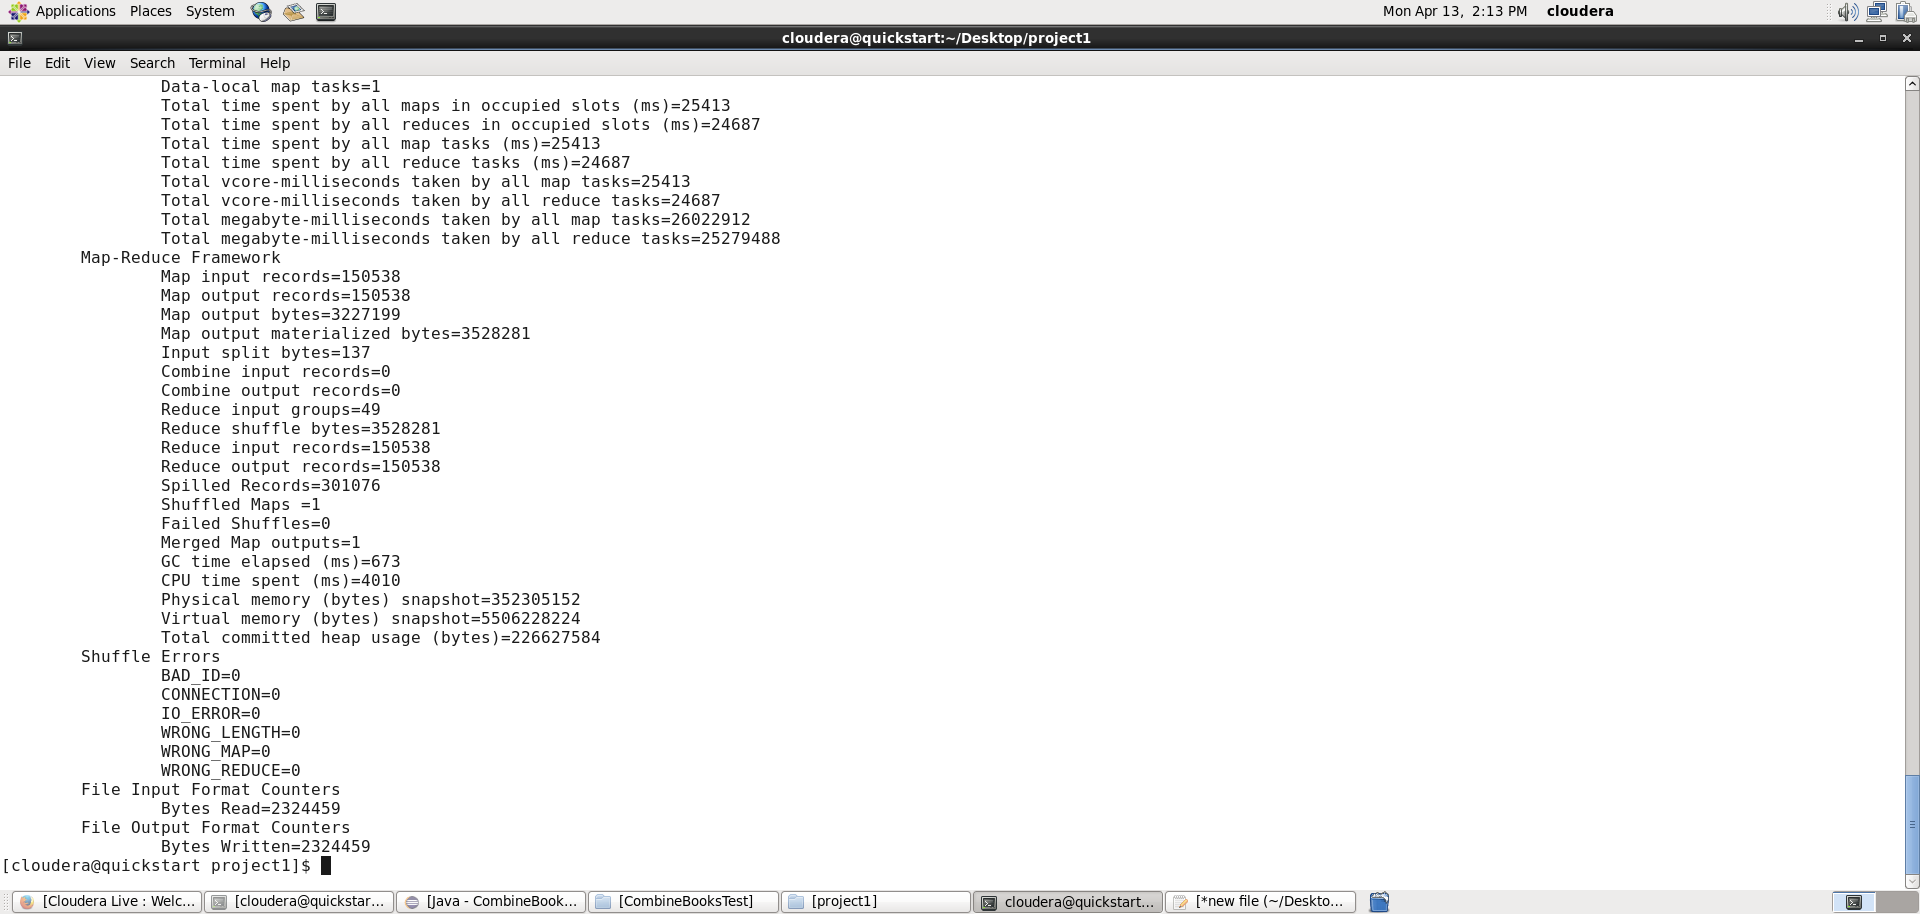 Applications Places System Mon Apr 13, 2:13 PM cloudera
cloudera@quickstart:~/Desktop/project1
File Edit View Search Terminal Help
Data-local map tasks=1
Total time spent by all maps in occupied slots (ms)=25413
Total time spent by all reduces in occupied slots (ms)=24687
Total time spent by all map tasks (ms)=25413
Total time spent by all reduce tasks (ms)=24687
Total vcore-milliseconds taken by all map tasks=25413
Total vcore-milliseconds taken by all reduce tasks=24687
Total megabyte-milliseconds taken by all map tasks=26022912
Total megabyte-milliseconds taken by all reduce tasks=25279488
Map-Reduce Framework
Map input records=150538
Map output records=150538
Map output bytes=3227199
Map output materialized bytes=3528281
Input split bytes=137
Combine input records=0
Combine output records=0
Reduce input groups=49
Reduce shuffle bytes=3528281
Reduce input records=150538
Reduce output records=150538
Spilled Records=301076
Shuffled Maps =1
Failed Shuffles=0
Merged Map outputs=1
GC time elapsed (ms)=673
CPU time spent (ms)=4010
Physical memory (bytes) snapshot=352305152
Virtual memory (bytes) snapshot=5506228224
Total committed heap usage (bytes)=226627584
Shuffle Errors
BAD_ID=0
CONNECTION=0
IO_ERROR=0
WRONG_LENGTH=0
WRONG_MAP=0
WRONG_REDUCE=0
File Input Format Counters
Bytes Read=2324459
File Output Format Counters
Bytes Written=2324459
[cloudera@quickstart project1]$
[Cloudera Live : Welc... [cloudera@quickstar... [Java - CombineBook... [CombineBooksTest] [project1] cloudera@quickstart... [*new file (~/Deskto...